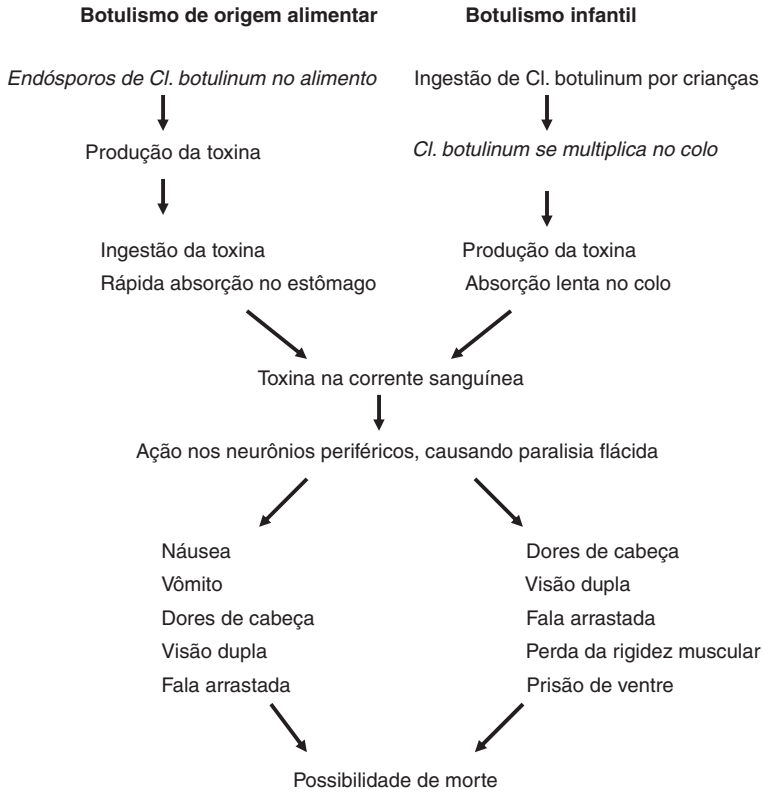 Botulismo de origem alimentar
Botulismo infantil
Endósporos de Cl. botulinum no alimento
Ingestão de Cl. botulinum por crianças
Produção da toxina
Cl. botulinum se multiplica no colo
Ingestão da toxina
Rápida absorção no estômago
Produção da toxina
Absorção lenta no colo
Toxina na corrente sanguínea
Ação nos neurônios periféricos, causando paralisia flácida
Náusea
Vômito
Dores de cabeça
Visão dupla
Fala arrastada
Dores de cabeça
Visão dupla
Fala arrastada
Perda da rigidez muscular
Prisão de ventre
Possibilidade de morte